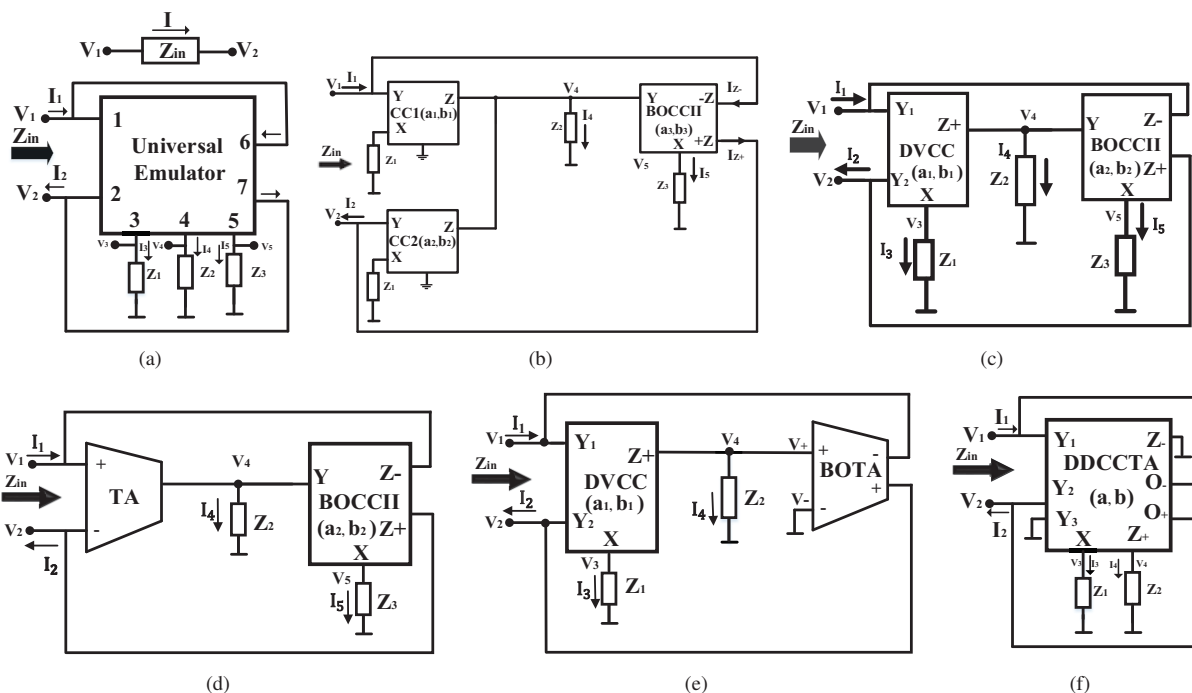 I
V1 Zin V2
V1 I1
1
Zin
Universal
Emulator
6
I2
V2
2
7
3 4 5
V3 I3 V4 I4 I5 V5
Z1 Z2 Z3
(a)
V1 I1
Y Z
CC1(a1,b1)
X
Z1
Zin
V2 I2
Y Z
CC2(a2,b2)
X
Z1
V4
Z2 I4
Y -Z
BOCCII
(a3,b3)
X +Z
IZ-
IZ+
V5
I5
Z3
(b)
I1
V1
Y1
Zin
Z+
DVCC
(a1,b1)
I2
V2
Y2
X
V3
I3
Z1
V4
I4
Z2
Z-
Y BOCCII
(a2,b2) Z+
X
V5
I5
Z3
(c)
I1
V1
+
Zin
TA
V2
-
I2
V4
I4
Z2
Y Z-
BOCCII
(a2,b2) Z+
X
V5
I5 Z3
(d)
V1 I1
Y1
Zin
Z+
DVCC
(a1,b1)
I2
V2
Y2
X
V3
I3
Z1
V4
I4
Z2
V+
+ -
BOTA
+
V-
-
(e)
I1
V1
Y1
Zin
Z-
DDCCTA
Y2
(a,b) O-
V2
I2
Y3
O+
X Z+
V3 I3 I4 V4
Z1 Z2
(f)